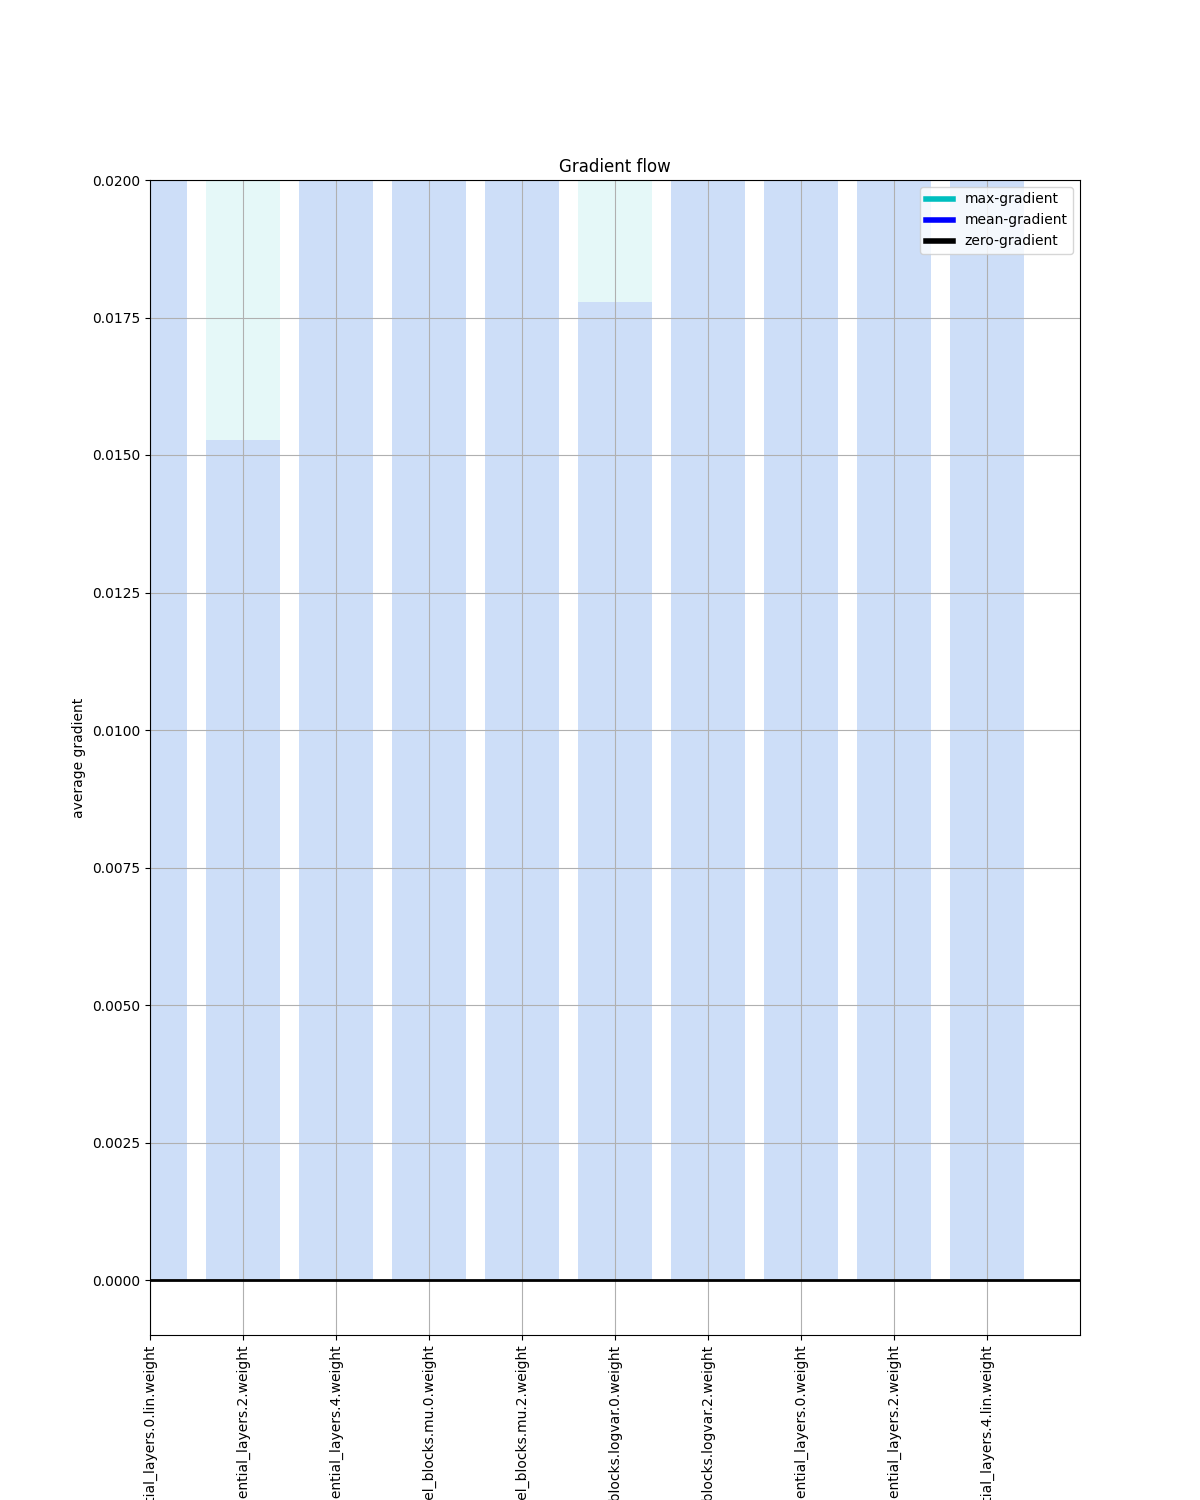 Gradient flow
max-gradient
mean-gradient
zero-gradient
0.0200
0.0175
0.0150
0.0125
0.0100
0.0075
0.0050
0.0025
0.0000
average gradient
tial_layers.0.lin.weight
ential_layers.2.weight
ential_layers.4.weight
el_blocks.mu.0.weight
el_blocks.mu.2.weight
blocks.logvar.0.weight
blocks.logvar.2.weight
ential_layers.0.weight
ential_layers.2.weight
tial_layers.4.lin.weight